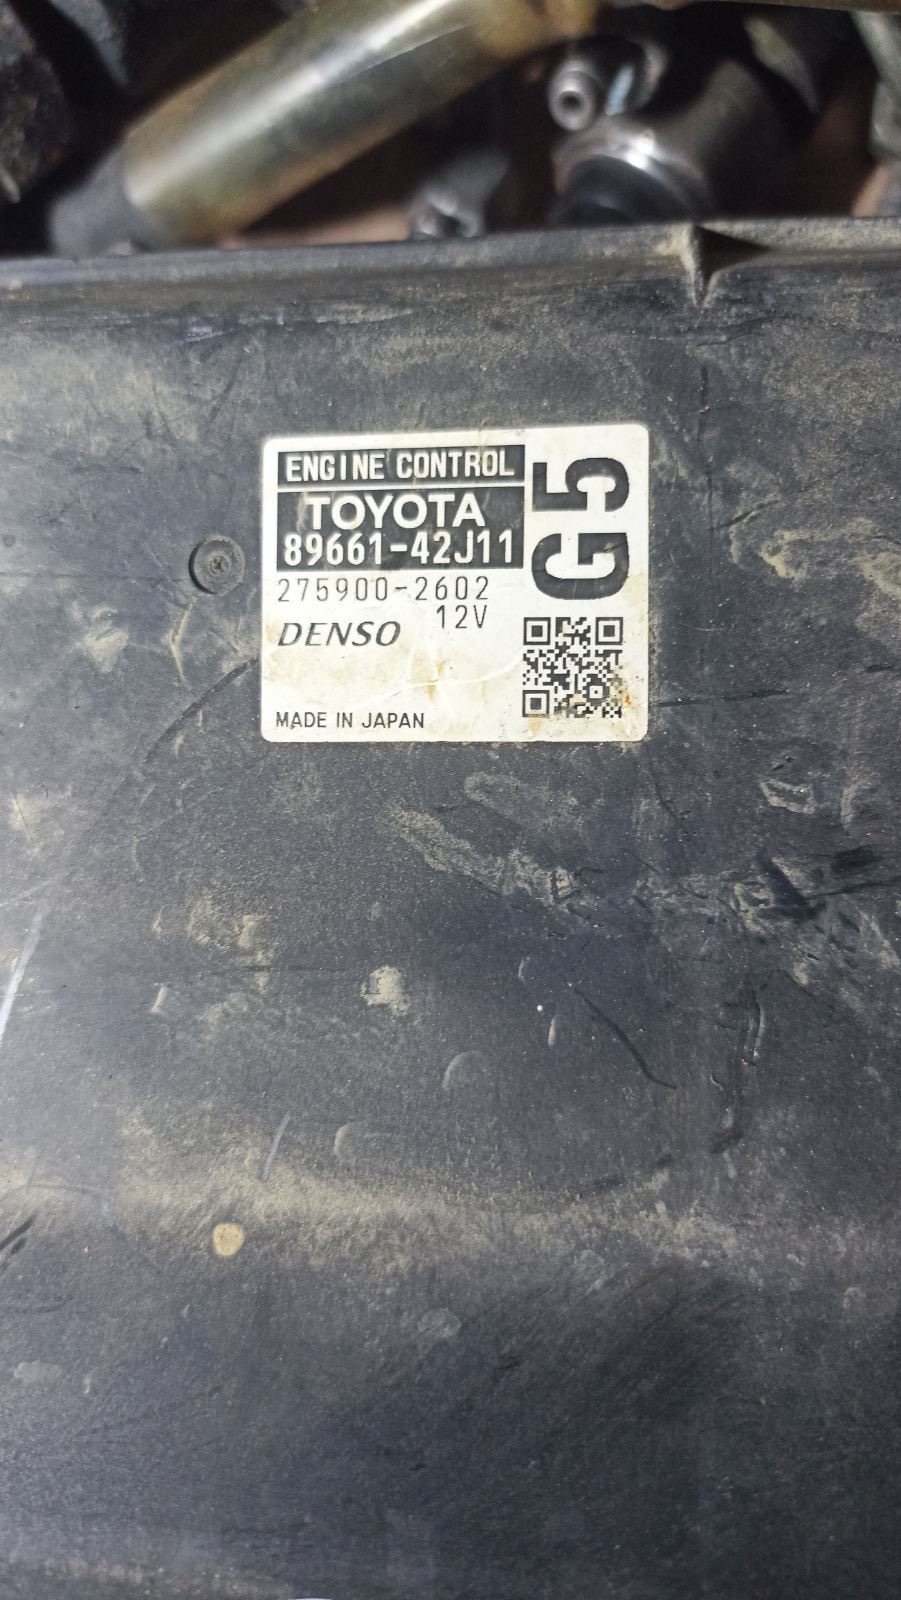 ENGINE CONTROL
TOYOTA
89661-42J11
275900-2602
12V
DENSO
MADE IN JAPAN
G5